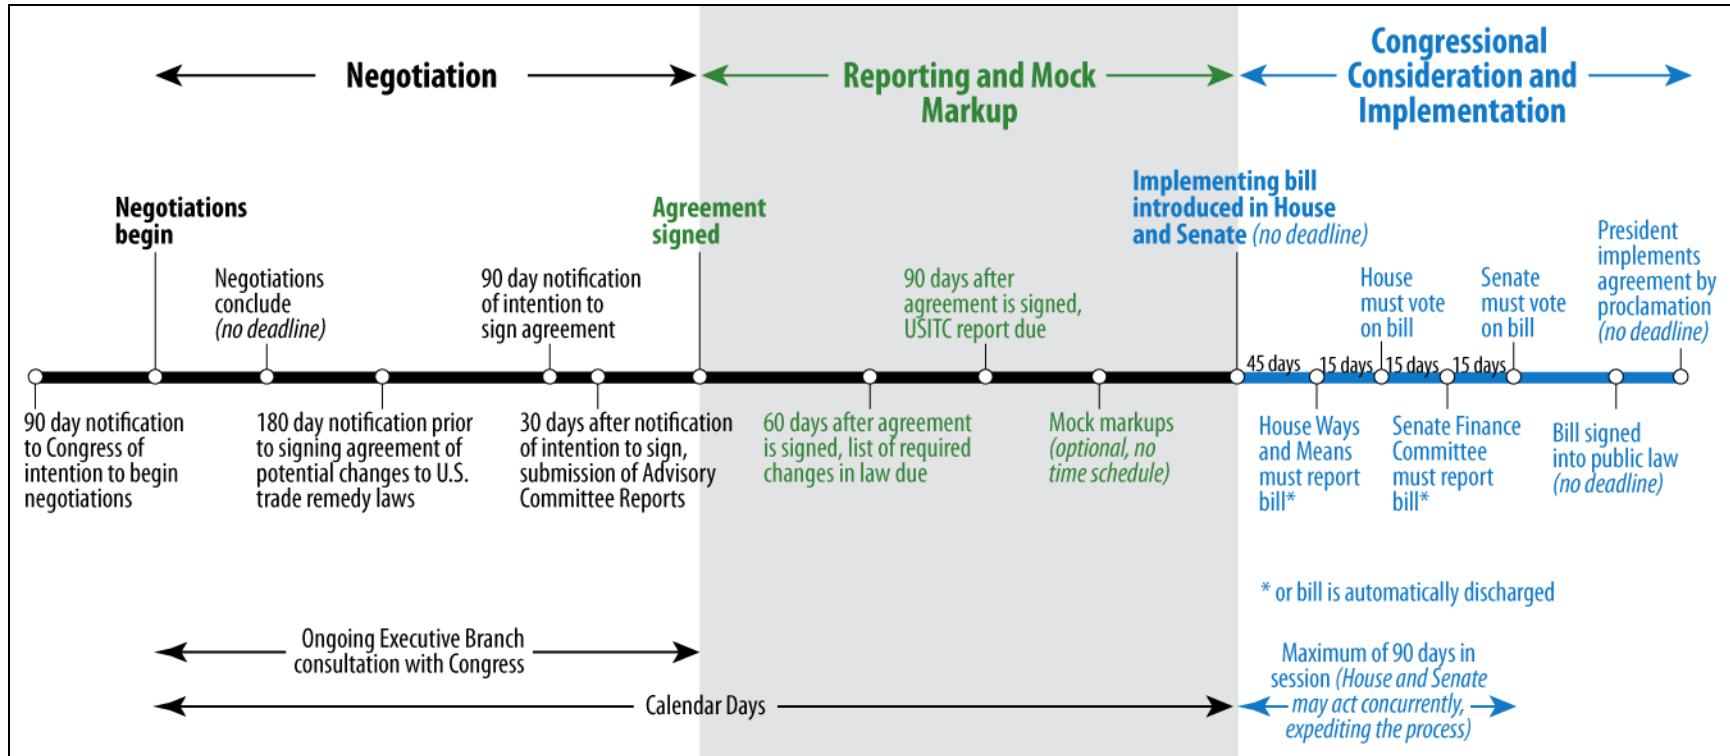 Negotiation
Reporting and Mock
Markup
Congressional
Consideration and
Implementation
Negotiations
begin
Negotiations
conclude
(no deadline)
90 day notification
of intention to
sign agreement
Agreement
signed
90 days after
agreement is signed,
USITC report due
Implementing bill
introduced in House
and Senate (no deadline)
House
must vote
on bill
Senate
must vote
on bill
President
implements
agreement by
proclamation
(no deadline)
45 days
15 days
15 days
15 days
90 day notification
to Congress of
intention to begin
negotiations
180 day notification prior
to signing agreement of
potential changes to U.S.
trade remedy laws
30 days after notification
of intention to sign,
submission of Advisory
Committee Reports
60 days after agreement
is signed, list of required
changes in law due
Mock markups
(optional, no
time schedule)
House Ways
and Means
must report
bill*
Senate Finance
Committee
must report
bill*
Bill signed
into public law
(no deadline)
* or bill is automatically discharged
Ongoing Executive Branch
consultation with Congress
Calendar Days
Maximum of 90 days in
session (House and Senate
may act concurrently,
expediting the process)